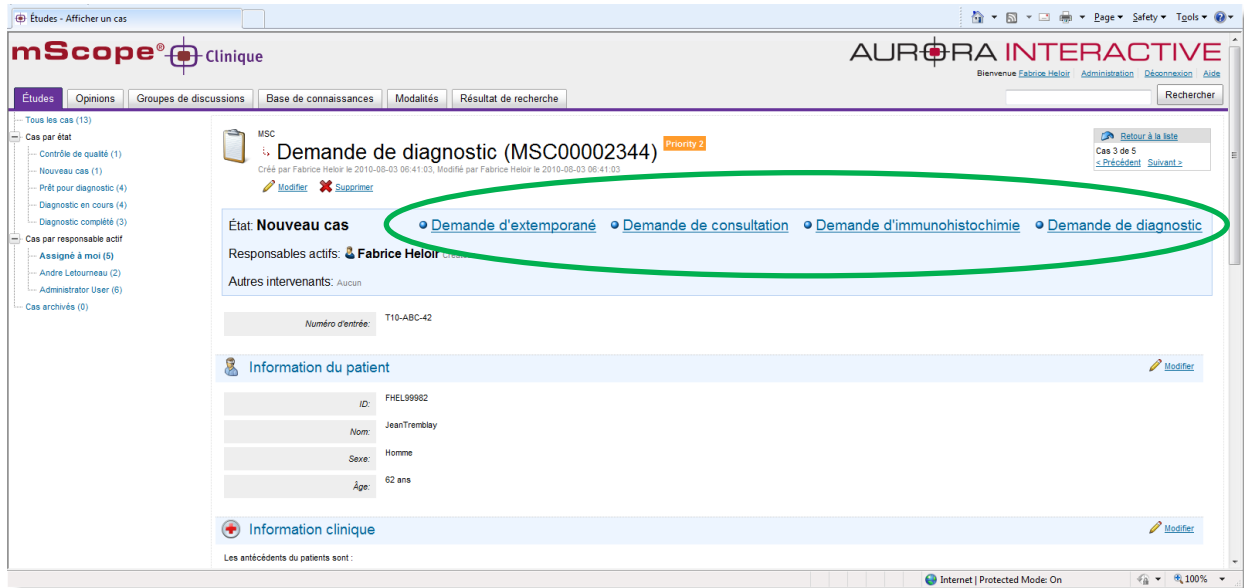 Études - Afficher un cas
Page Safety Tools
mScope® Clinique
AURORA INTERACTIVE
Bienvenue Fabrice Heloir Administration Déconnexion Aide
Études Opinions Groupes de discussions Base de connaissances Modalités Résultat de recherche
Rechercher
Tous les cas (13)
Cas par état
Contrôle de qualité (1)
Nouveau cas (1)
Prêt pour diagnostic (4)
Diagnostic en cours (4)
Diagnostic complété (3)
Cas par responsable actif
Assigné à moi (5)
Andre Letourneau (2)
Administrator User (6)
Cas archivés (0)
MSC
Demande de diagnostic (MSC00002344) Priority 2
Créé par Fabrice Heloir le 2010-08-03 06:41:03, Modifié par Fabrice Heloir le 2010-08-03 06:41:03
Modifier Supprimer
Retour à la liste
Cas 3 de 5
< Précédent Suivant >
État: Nouveau cas
Demande d'extemporané Demande de consultation Demande d'immunohistochimie Demande de diagnostic
Responsables actifs: Fabrice Heloir
Autres intervenants: Aucun
Numéro d'entrée: T10-ABC-42
Information du patient Modifier
ID: FHEL99982
Nom: JeanTremblay
Sexe: Homme
Âge: 62 ans
Information clinique Modifier
Les antécédents du patients sont :
Internet | Protected Mode: On 100%